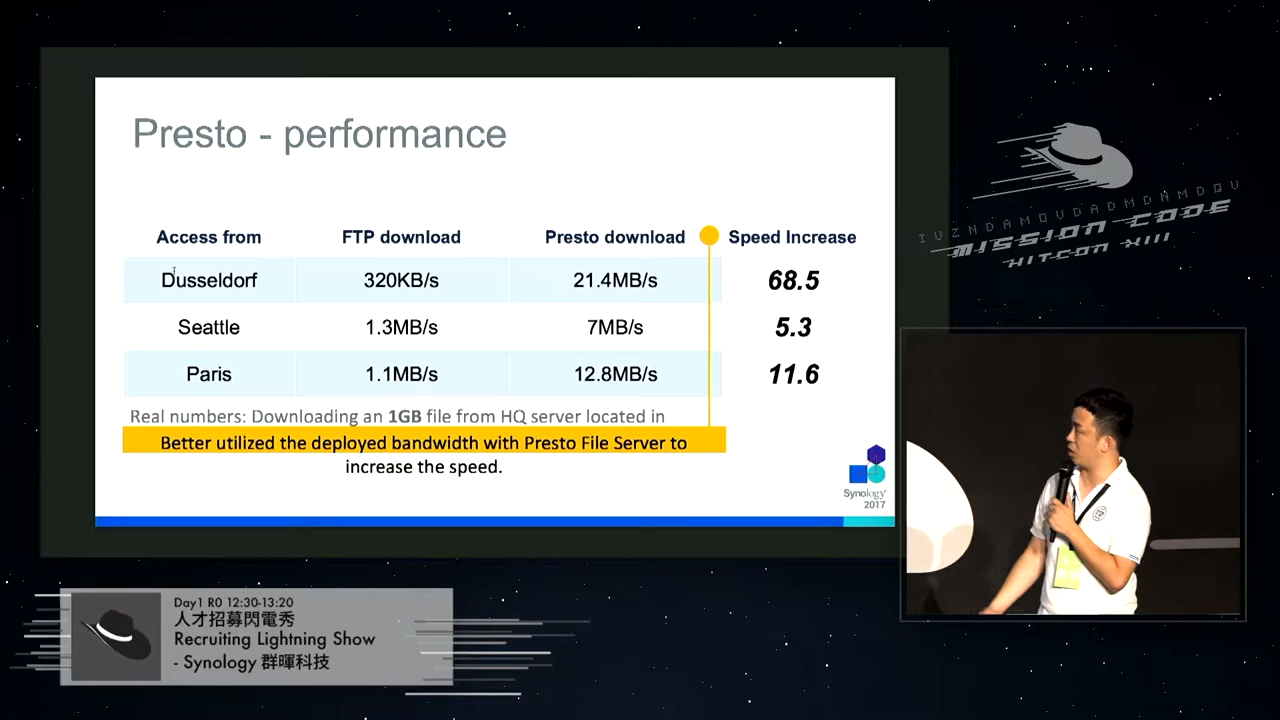 Presto - performance
Access from FTP download Presto download Speed Increase
Dusseldorf 320KB/s 21.4MB/s 68.5
Seattle 1.3MB/s 7MB/s 5.3
Paris 1.1MB/s 12.8MB/s 11.6
Real numbers: Downloading an 1GB file from HQ server located in
Better utilized the deployed bandwidth with Presto File Server to
increase the speed.
Synology
2017
IUZNDAMOUDADMDNAMDQU
MISSION CODE
HITCON XIII
Day1 R0 12:30-13:20
人才招募閃電秀
Recruiting Lightning Show
- Synology 群暉科技